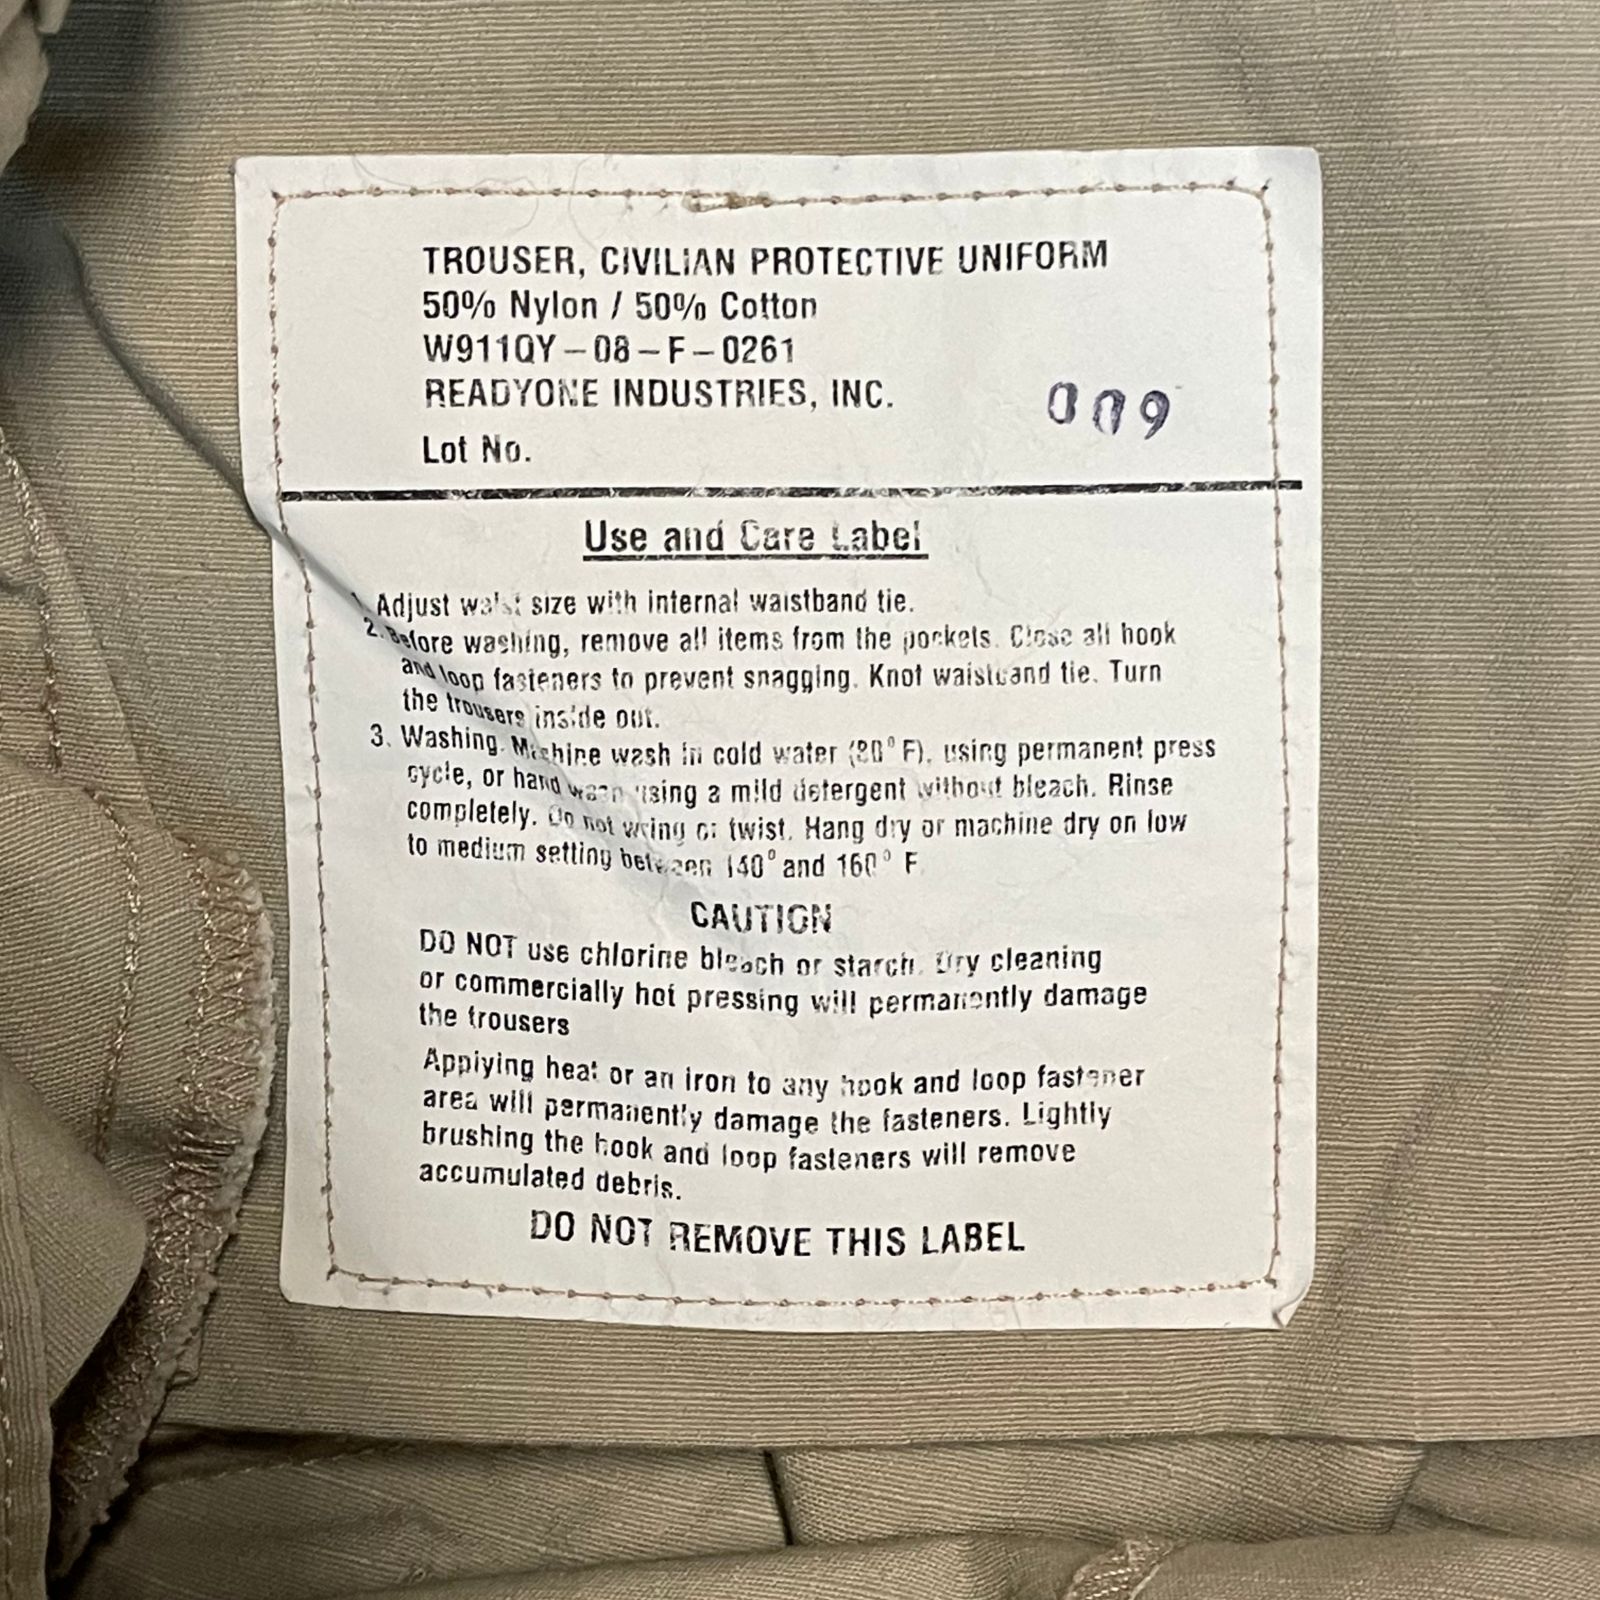 TROUSER, CIVILIAN PROTECTIVE UNIFORM
50% Nylon / 50% Cotton
W911QY-08-F-0261
READYONE INDUSTRIES, INC.
009
Lot No.
Use and Care Label
1. Adjust waist size with internal waistband tie.
2. Before washing, remove all items from the pockets. Close all hook
and loop fasteners to prevent snagging. Knot waistband tie. Turn
the trousers inside out.
3. Washing. Machine wash in cold water (80° F), using permanent press
cycle, or hand wash using a mild detergent without bleach. Rinse
completely. Do not wring or twist. Hang dry or machine dry on low
to medium setting between 140° and 160° F.
CAUTION
DO NOT use chlorine bleach or starch. Dry cleaning
or commercially hot pressing will permanently damage
the trousers
Applying heat or an iron to any hook and loop fastener
area will permanently damage the fasteners. Lightly
brushing the hook and loop fasteners will remove
accumulated debris.
DO NOT REMOVE THIS LABEL